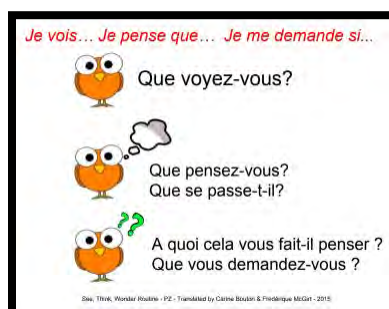 Je vois... Je pense que... Je me demande si...
Que voyez-vous?
Que pensez-vous?
Que se passe-t-il?
??
A quoi cela vous fait-il penser ?
Que vous demandez-vous ?
See, Think, Wonder Routine - PZ - Translated by Carine Bouton & Frédérique McGirt - 2015